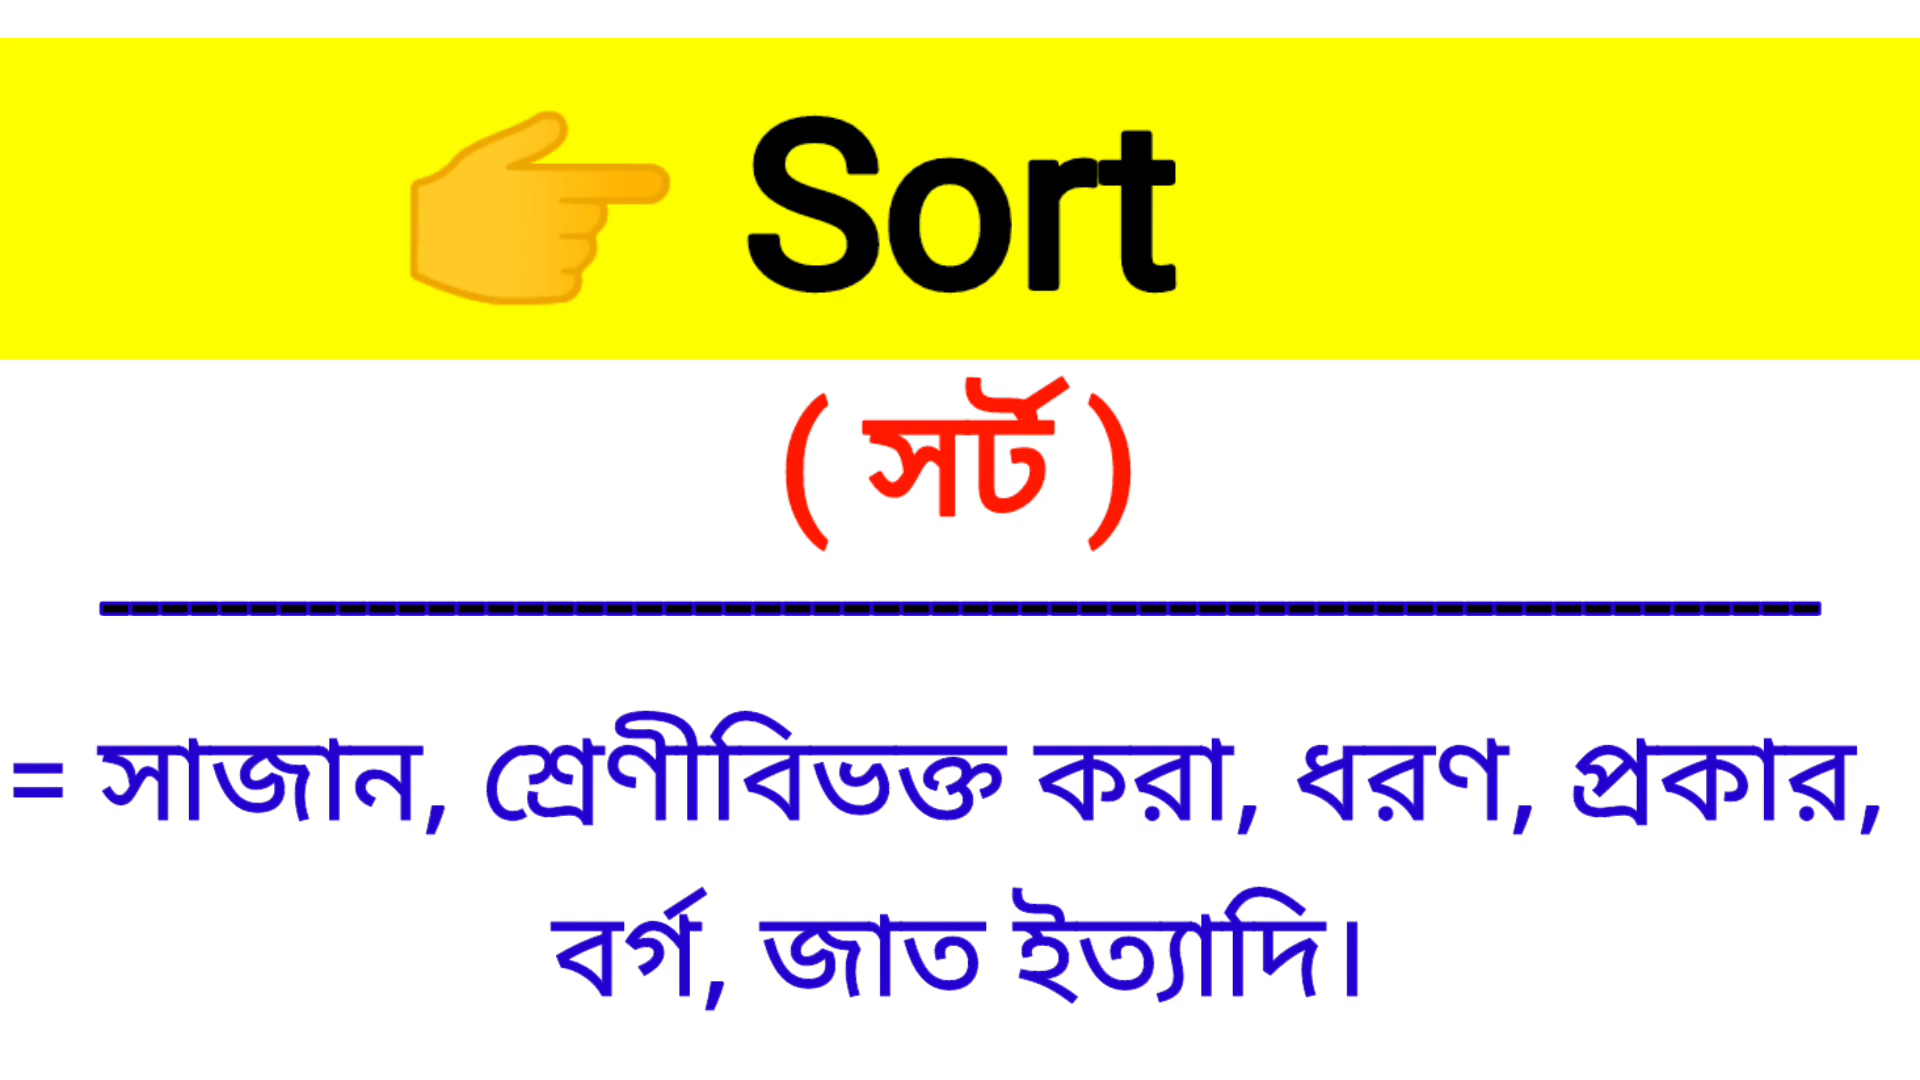 👉 Sort
( সর্ট )
----------------------------------------------------------
= সাজান, শ্রেণীবিভক্ত করা, ধরণ, প্রকার,
বর্গ, জাত ইত্যাদি।